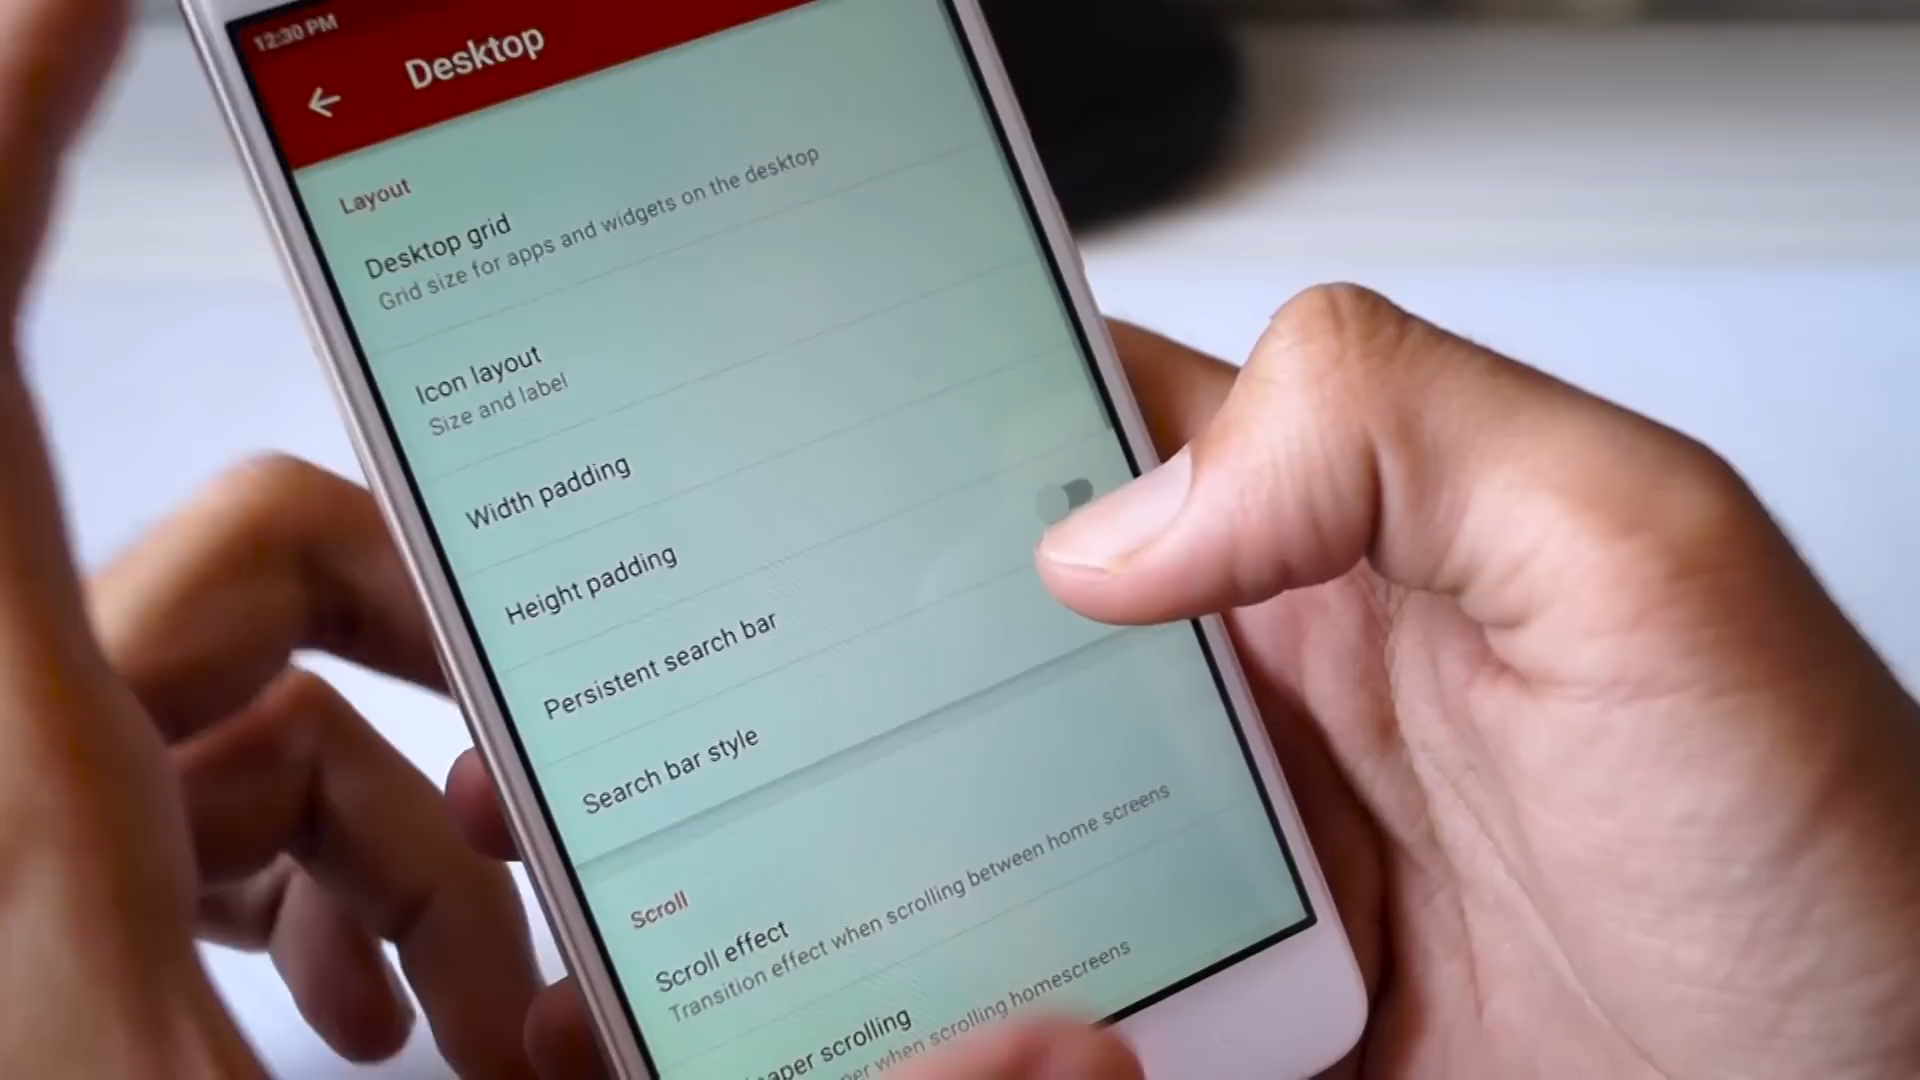 12:30 PM
Desktop
Layout
Desktop grid
Grid size for apps and widgets on the desktop
Icon layout
Size and label
Width padding
Height padding
Persistent search bar
Search bar style
Scroll
Scroll effect
Transition effect when scrolling between home screens
scrolling
when scrolling homescreens